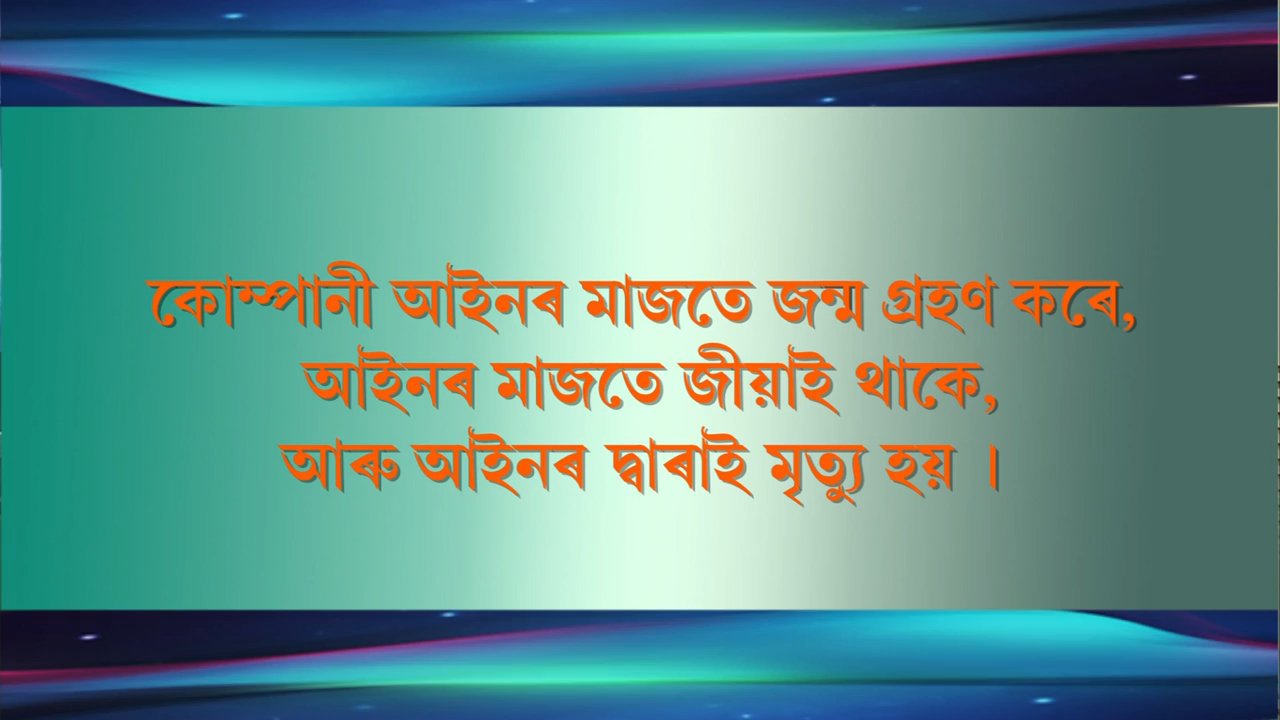 কোম্পানী আইনৰ মাজতে জন্ম গ্ৰহণ কৰে,
আইনৰ মাজতে জীয়াই থাকে,
আৰু আইনৰ দ্বাৰাই মৃত্যু হয় ।